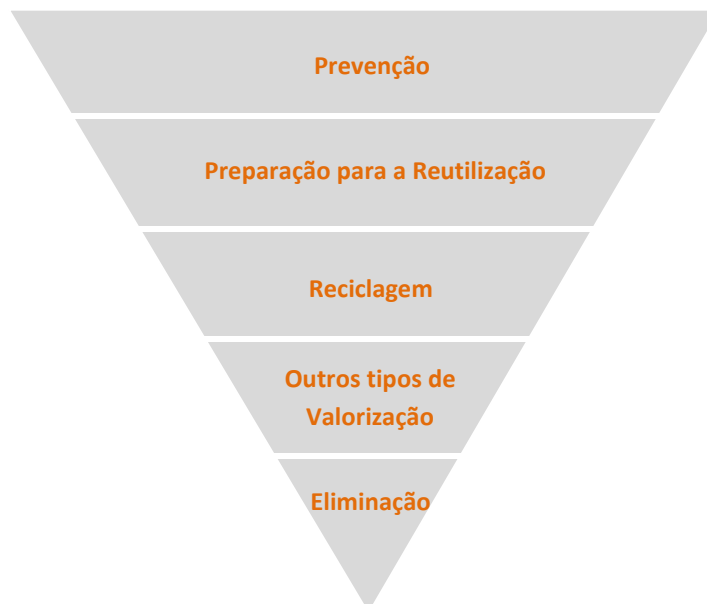 Prevenção
Preparação para a Reutilização
Reciclagem
Outros tipos de
Valorização
Eliminação